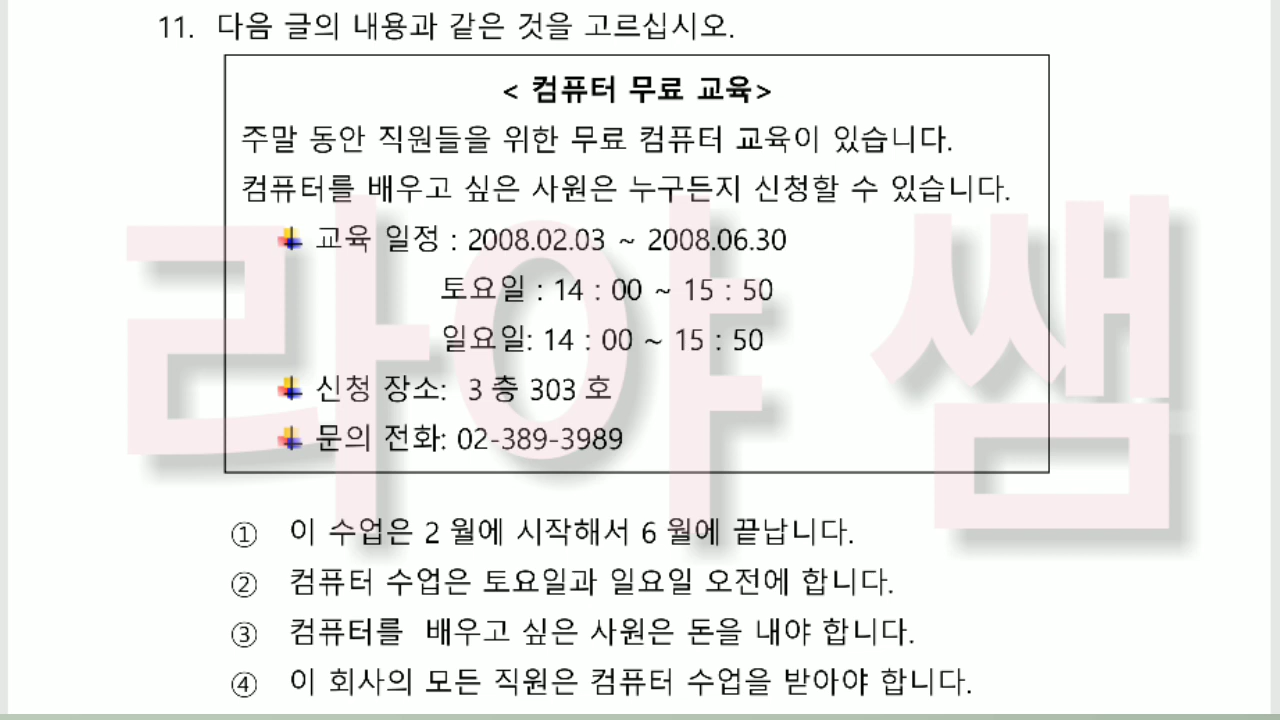 11. 다음 글의 내용과 같은 것을 고르십시오.
< 컴퓨터 무료 교육>
주말 동안 직원들을 위한 무료 컴퓨터 교육이 있습니다.
컴퓨터를 배우고 싶은 사원은 누구든지 신청할 수 있습니다.
교육 일정 : 2008.02.03 ~ 2008.06.30
토요일 : 14 : 00 ~ 15 : 50
일요일: 14 : 00 ~ 15 : 50
신청 장소: 3 층 303 호
문의 전화: 02-389-3989
라야 쌤
① 이 수업은 2 월에 시작해서 6 월에 끝납니다.
② 컴퓨터 수업은 토요일과 일요일 오전에 합니다.
③ 컴퓨터를 배우고 싶은 사원은 돈을 내야 합니다.
④ 이 회사의 모든 직원은 컴퓨터 수업을 받아야 합니다.